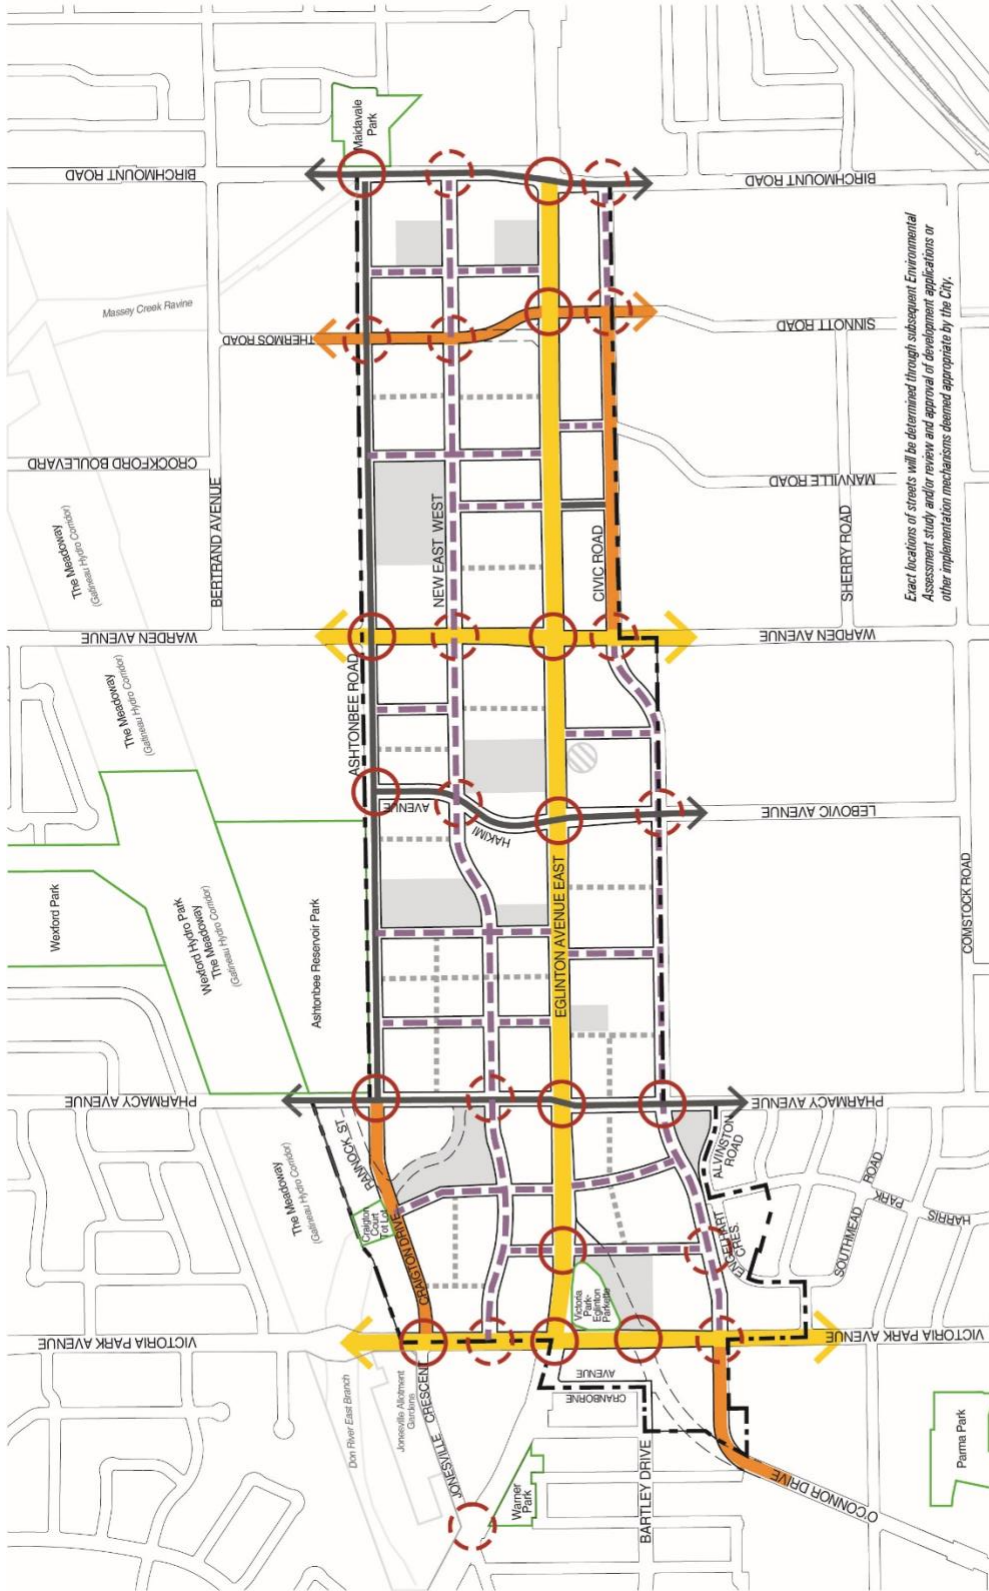 Wexford Park
Wexford Hydro Park
The Meadoway
(Gatineau Hydro Corridor)
The Meadoway
(Gatineau Hydro Corridor)
The Meadoway
(Gatineau Hydro Corridor)
Massey Creek Ravine
VICTORIA PARK AVENUE
PHARMACY AVENUE
WARDEN AVENUE
CROCKFORD BOULEVARD
BIRCHMOUNT ROAD
BERTRAND AVENUE
THERMOS ROAD
Maidavale
Park
Ashtonbee Reservoir Park
The Meadoway
(Gatineau Hydro Corridor)
Don River East Branch
Jonesville Allotment
Gardens
JONESVILLE CRESCENT
RANNOCK ST
Craigton
Court
CRAIGTON DRIVE
ASHTONBEE ROAD
HAKIMI
AVENUE
NEW EAST WEST
Warner
Park
EGLINTON AVENUE EAST
Victoria
Park-
Eglinton
Parkette
CRANBORNE
AVENUE
CIVIC ROAD
BARTLEY DRIVE
O'CONNOR DRIVE
ENGELHART
CRES.
ALVINSTON
ROAD
SOUTHMEAD
ROAD
HARRIS
PARK
VICTORIA PARK AVENUE
PHARMACY AVENUE
LEBOVIC AVENUE
WARDEN AVENUE
MANVILLE ROAD
SINNOTT ROAD
BIRCHMOUNT ROAD
SHERRY ROAD
COMSTOCK ROAD
Parma Park
Exact locations of streets will be determined through subsequent Environmental
Assessment study and/or review and approval of development applications or
other implementation mechanisms deemed appropriate by the City.